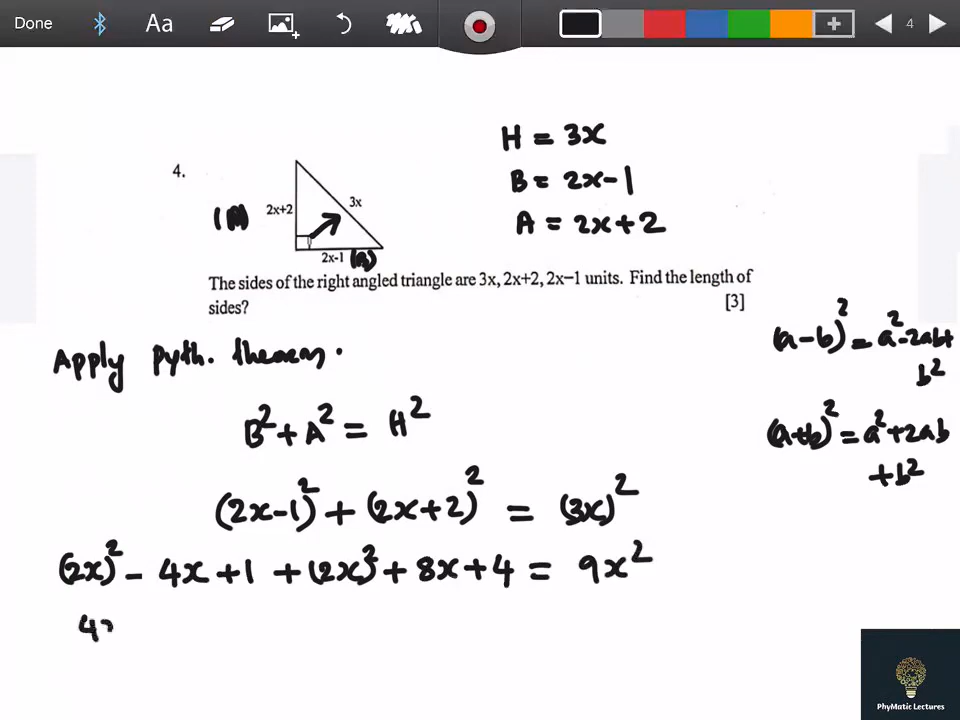 Done Aa 4
H = 3x
B = 2x-1
A = 2x+2
4.
2x+2
3x
2x-1 (B)
The sides of the right angled triangle are 3x, 2x+2, 2x−1 units. Find the length of
sides? [3]
Apply Pyth. theorem.
B²+A² = H²
(2x-1)² + (2x+2)² = (3x)²
(2x)² - 4x +1 + (2x)² + 8x+4 = 9x²
(a-b)² = a²-2ab+
b²
(a+b)² = a²+2ab
+b²
PhyMatic Lectures